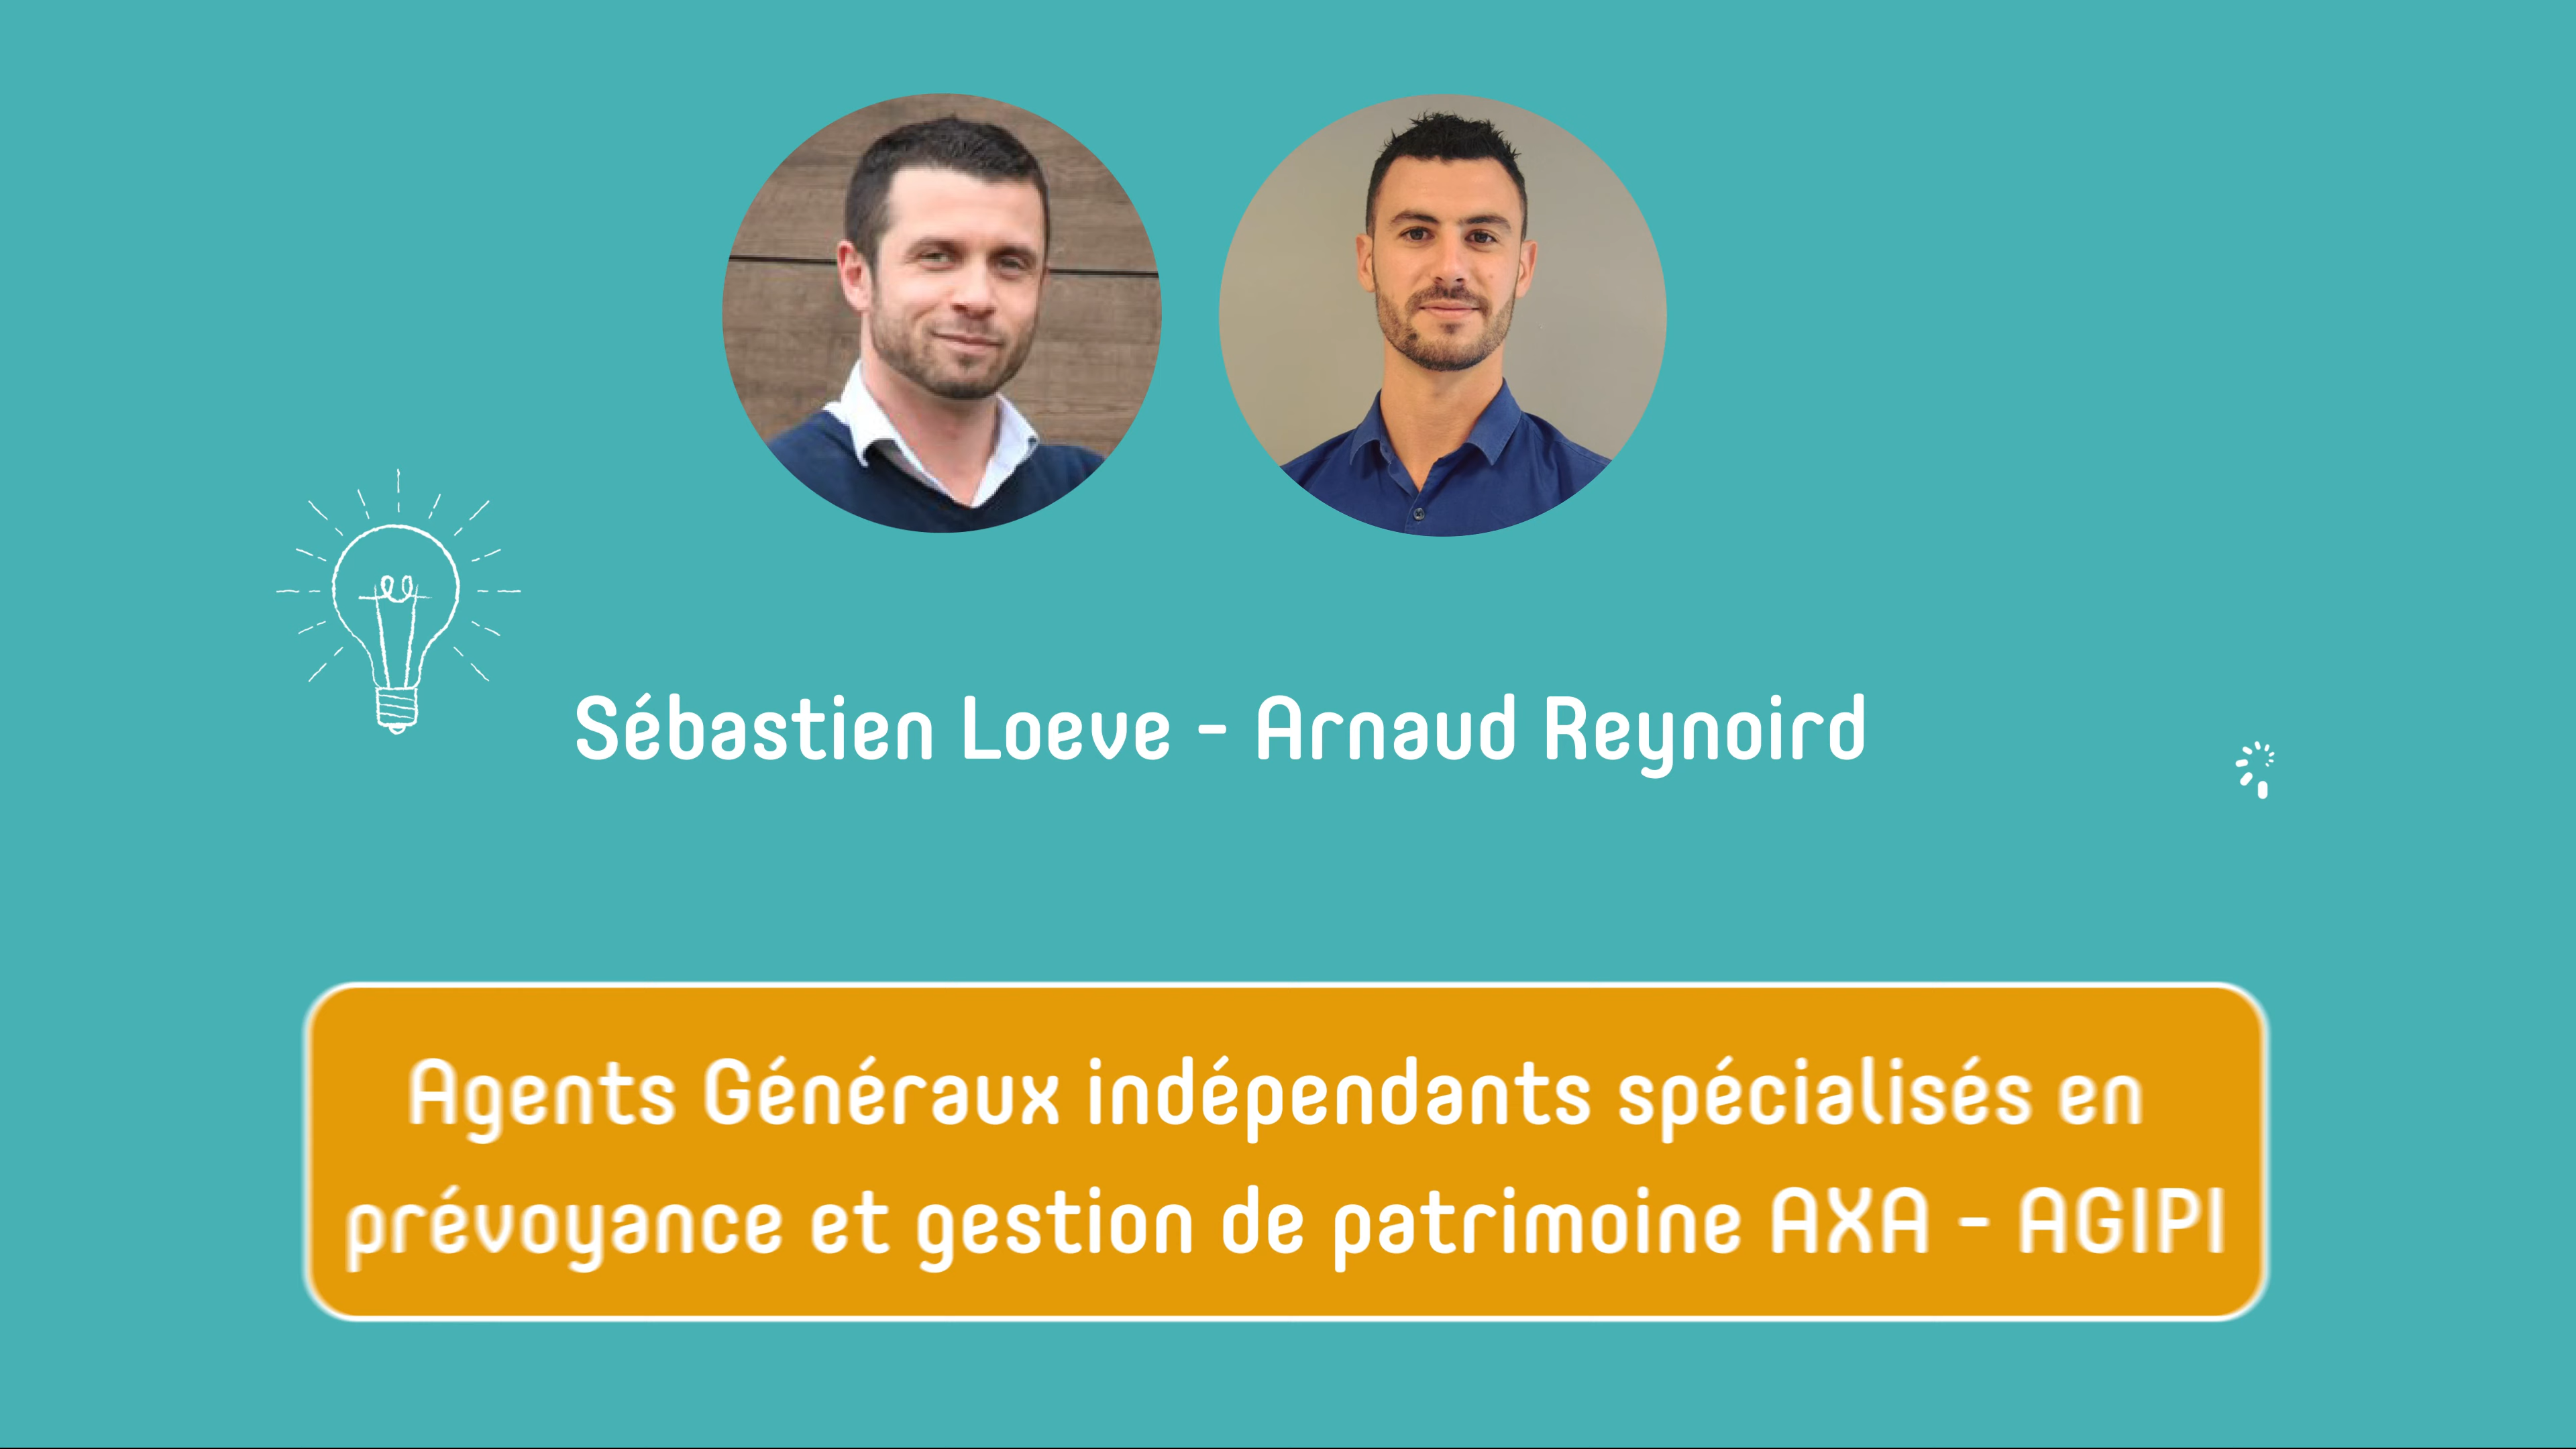 Sébastien Loeve - Arnaud Reynoird
Agents Généraux indépendants spécialisés en
prévoyance et gestion de patrimoine AXA - AGIPI